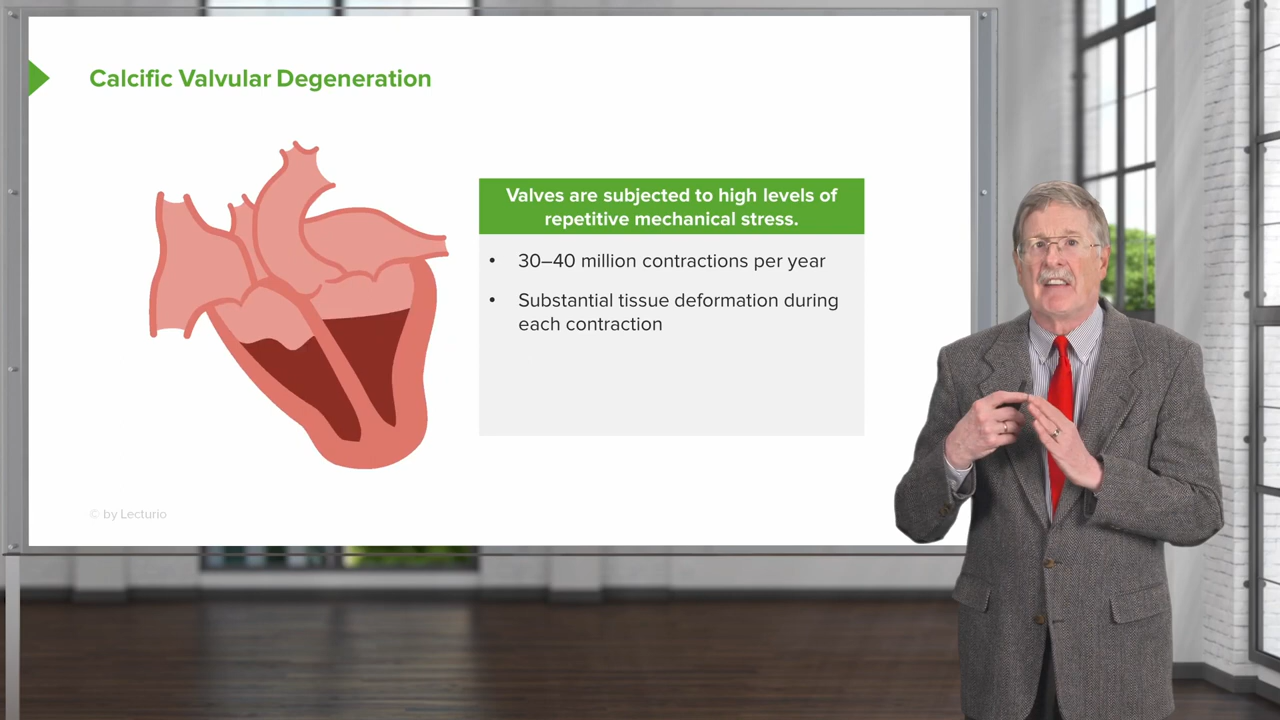 Calcific Valvular Degeneration
Valves are subjected to high levels of
repetitive mechanical stress.
• 30–40 million contractions per year
• Substantial tissue deformation during
each contraction
© by Lecturio